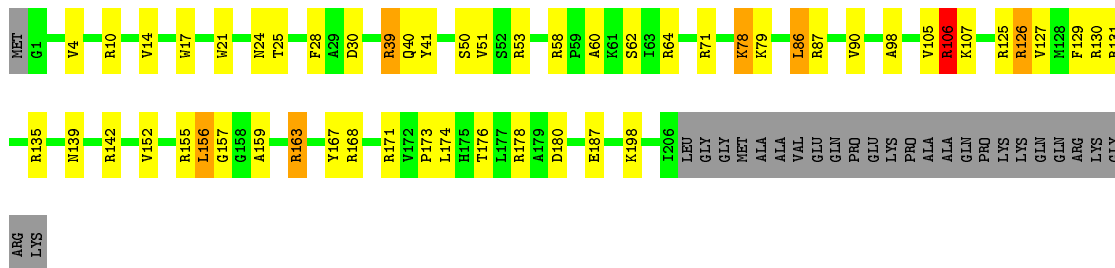 MET G1 V4 R10 V14 W17 W21 N24 T25 F28 A29 D30 R39 Q40 Y41 S50 V51 S52 R53 R58 P59 A60 K61 S62 I63 R64 R71 K78 K79 L86 R87 V90 A98 V105 R106 K107 R125 R126 V127 M128 F129 R130
R135 N139 R142 V152 R155 L156 G157 G158 A159 R163 Y167 R168 R171 V172 P173 L174 H175 T176 L177 R178 A179 D180 E187 K198 I206 LEU GLY GLY MET ALA ALA VAL GLU GLN PRO GLU LYS PRO ALA ALA GLN PRO LYS LYS GLN GLN ARG LYS GLY
ARG LYS